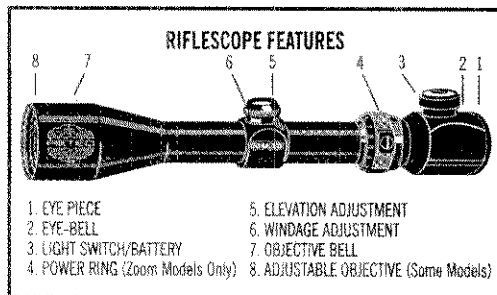 RIFLESCOPE FEATURES
8 7 6 5 4 3 2 1
1. EYE PIECE
2. EYE-BELL
3. LIGHT SWITCH/BATTERY
4. POWER RING (Zoom Models Only)
5. ELEVATION ADJUSTMENT
6. WINDAGE ADJUSTMENT
7. OBJECTIVE BELL
8. ADJUSTABLE OBJECTIVE (Some Models)